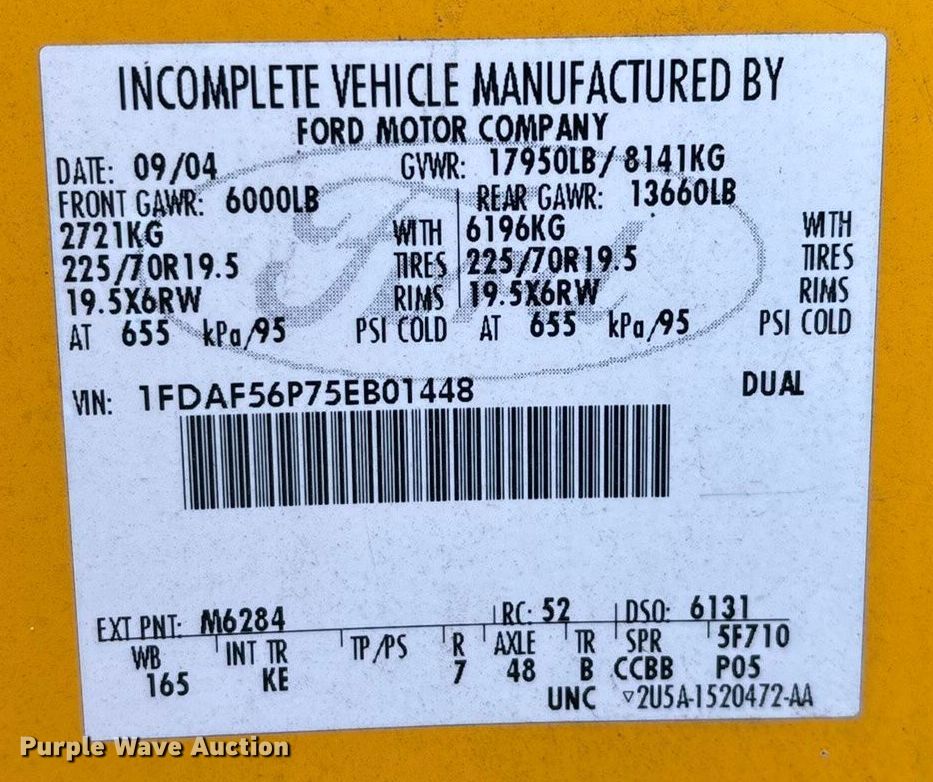 INCOMPLETE VEHICLE MANUFACTURED BY
FORD MOTOR COMPANY
DATE: 09/04 GVWR: 17950LB/ 8141KG
FRONT GAWR: 6000LB REAR GAWR: 13660LB
2721KG WITH 6196KG WITH
225/70R19.5 TIRES 225/70R19.5 TIRES
19.5X6RW RIMS 19.5X6RW RIMS
AT 655 kPa/95 PSI COLD AT 655 kPa/95 PSI COLD
VIN: 1FDAF56P75EB01448 DUAL
EXT PNT: M6284 RC: 52 DSO: 6131
WB INT TR TP/PS R AXLE TR SPR 5F710
165 KE 7 48 B CCBB P05
UNC ▽2U5A-1520472-AA
Ford
Purple Wave Auction